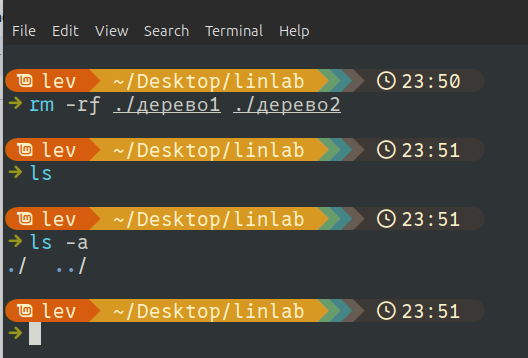 File Edit View Search Terminal Help
lev ~/Desktop/linlab 23:50
➜ rm -rf ./дерево1 ./дерево2
lev ~/Desktop/linlab 23:51
➜ ls
lev ~/Desktop/linlab 23:51
➜ ls -a
./ ../
lev ~/Desktop/linlab 23:51
➜